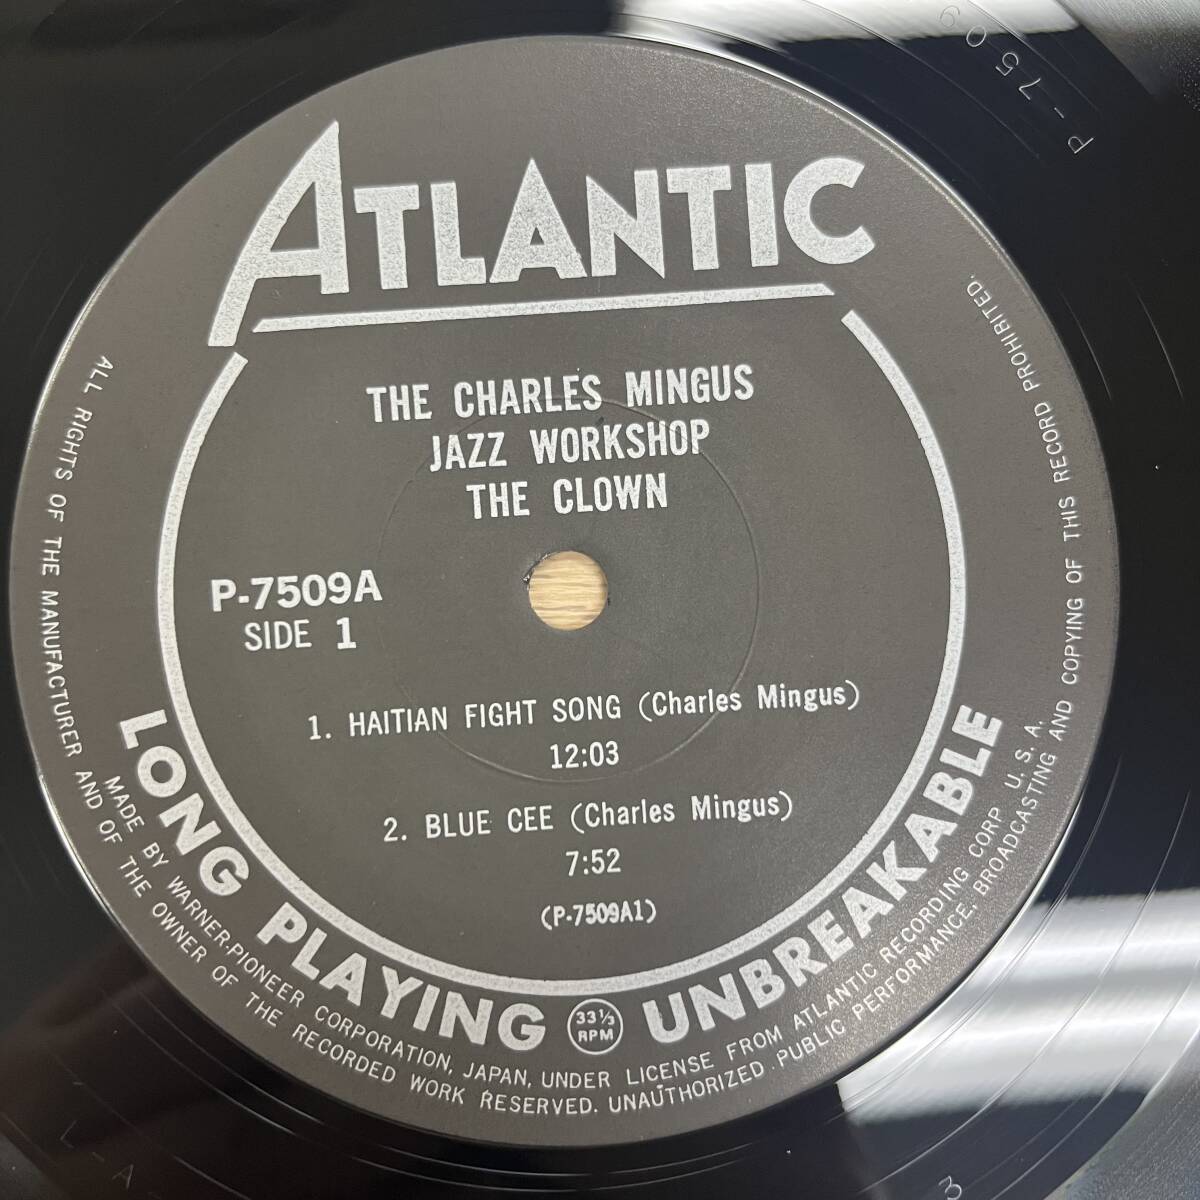 ATLANTIC
THE CHARLES MINGUS
JAZZ WORKSHOP
THE CLOWN
P-7509A
SIDE 1
1. HAITIAN FIGHT SONG (Charles Mingus)
12:03
2. BLUE CEE (Charles Mingus)
7:52
(P-7509A1)
LONG PLAYING 33⅓ RPM UNBREAKABLE
MADE BY WARNER-PIONEER CORPORATION, JAPAN, UNDER LICENSE FROM ATLANTIC RECORDING CORP U. S. A.
ALL RIGHTS OF THE MANUFACTURER AND OF THE OWNER OF THE RECORDED WORK RESERVED. UNAUTHORIZED PUBLIC PERFORMANCE, BROADCASTING AND COPYING OF THIS RECORD PROHIBITED.
P-7509
L-A
3